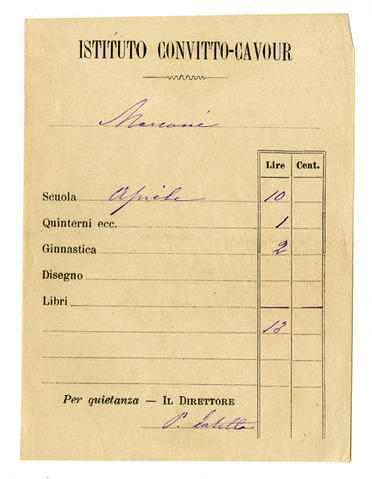 ISTITUTO CONVITTO-CAVOUR
Marconi
Lire Cent.
Scuola Aprile 10
Quinterni ecc. 1
Ginnastica 2
Disegno
Libri
13
Per quietanza — IL DIRETTORE
P.